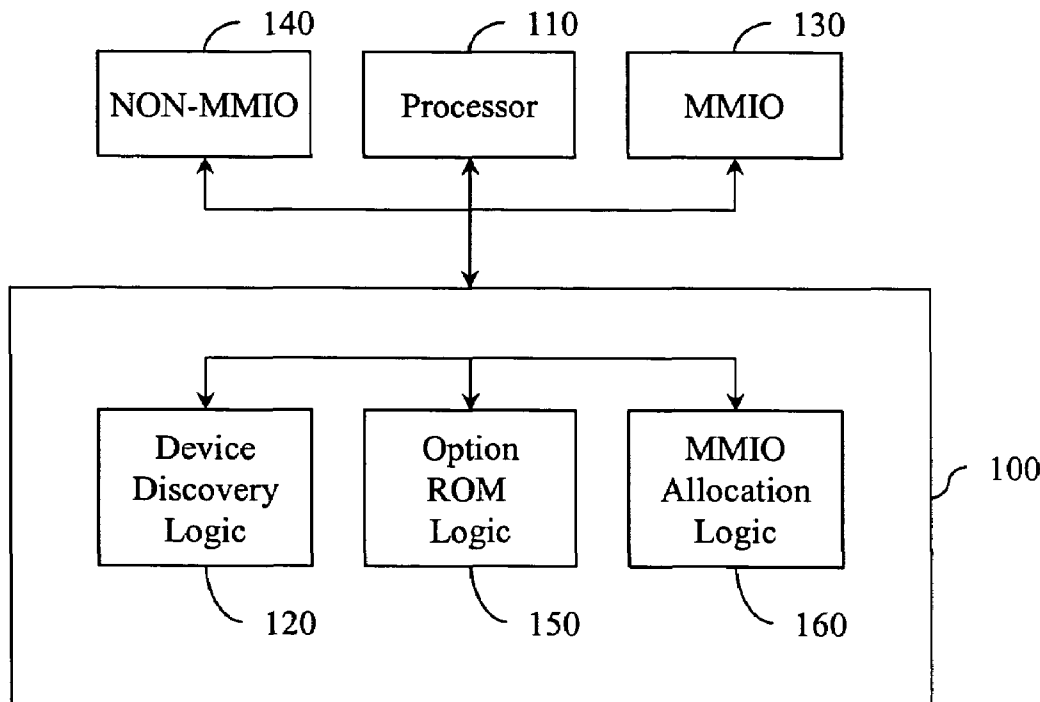 140
110
130
NON-MMIO
Processor
MMIO
Device
Discovery
Logic
Option
ROM
Logic
MMIO
Allocation
Logic
100
120
150
160